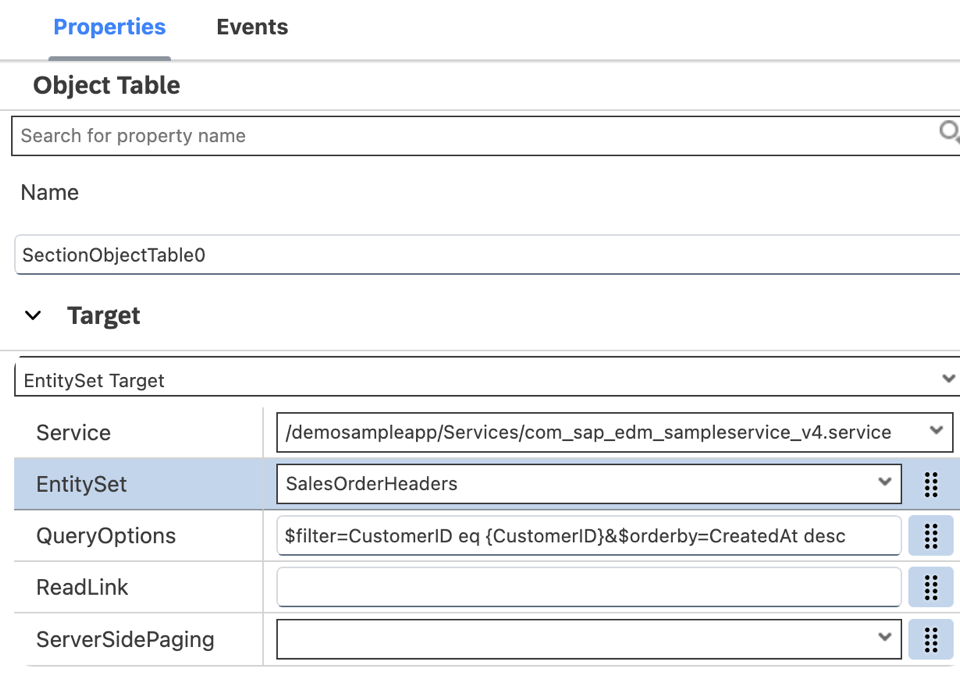 Properties Events
Object Table
Search for property name
Name
SectionObjectTable0
Target
EntitySet Target
Service /demosampleapp/Services/com_sap_edm_sampleservice_v4.service
EntitySet SalesOrderHeaders
QueryOptions $filter=CustomerID eq {CustomerID}&$orderby=CreatedAt desc
ReadLink
ServerSidePaging